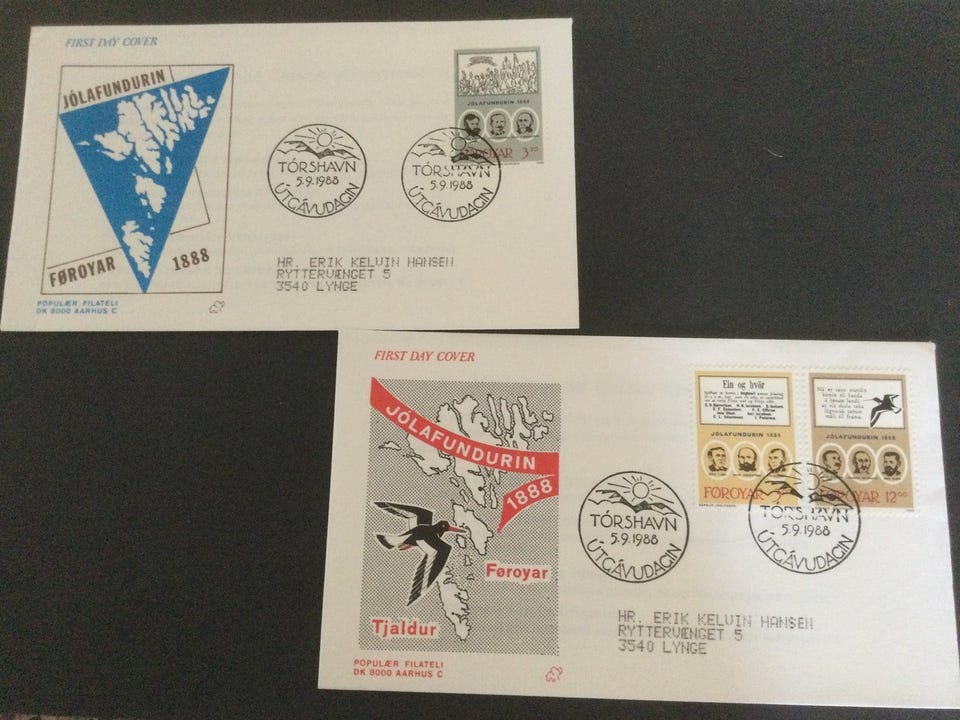 FIRST DAY COVER
JÓLAFUNDURIN
FØROYAR
1888
POPULÆR FILATELI
DK 8000 AARHUS C
JÓLAFUNDURIN 1888
FØROYAR 3²⁰
TÓRSHAVN
5.9.1988
ÚTGÁVUDAGIN
TÓRSHAVN
5.9.1988
ÚTGÁVUDAGIN
HR. ERIK KELVIN HANSEN
RYTTERVÆNGET 5
3540 LYNGE
FIRST DAY COVER
JÓLAFUNDURIN
1888
Føroyar
Tjaldur
POPULÆR FILATELI
DK 8000 AARHUS C
Ein og hvör
JÓLAFUNDURIN 1888
FØROYAR
JÓLAFUNDURIN 1888
FØROYAR 12⁰⁰
TÓRSHAVN
5.9.1988
ÚTGÁVUDAGIN
TÓRSHAVN
5.9.1988
ÚTGÁVUDAGIN
HR. ERIK KELVIN HANSEN
RYTTERVÆNGET 5
3540 LYNGE